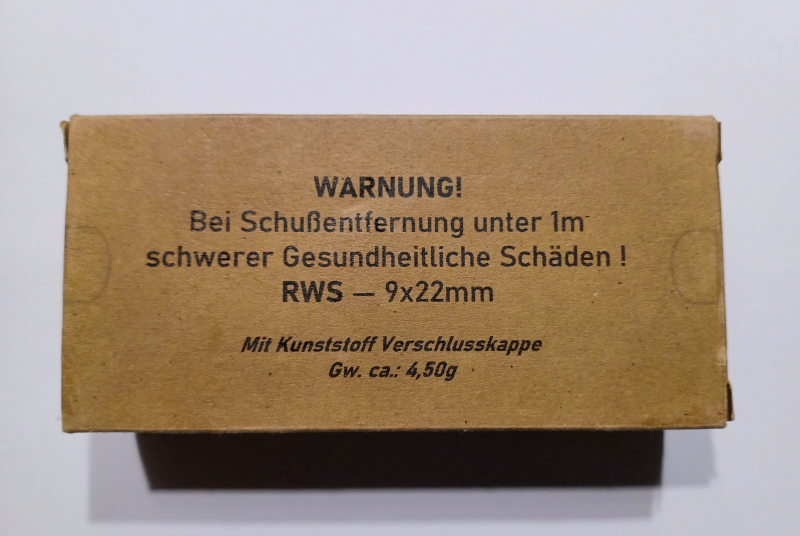 WARNUNG!
Bei Schußentfernung unter 1m
schwerer Gesundheitliche Schäden !
RWS — 9x22mm
Mit Kunststoff Verschlusskappe
Gw. ca.: 4,50g